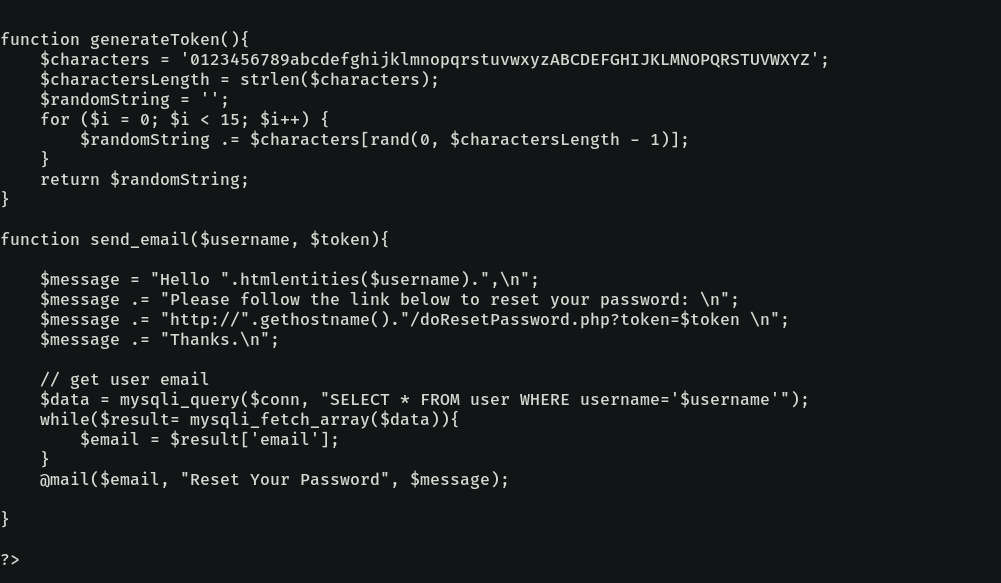 function generateToken(){
    $characters = '0123456789abcdefghijklmnopqrstuvwxyzABCDEFGHIJKLMNOPQRSTUVWXYZ';
    $charactersLength = strlen($characters);
    $randomString = '';
    for ($i = 0; $i < 15; $i++) {
        $randomString .= $characters[rand(0, $charactersLength - 1)];
    }
    return $randomString;
}

function send_email($username, $token){

    $message = "Hello ".htmlentities($username).",\n";
    $message .= "Please follow the link below to reset your password: \n";
    $message .= "http://".gethostname()."/doResetPassword.php?token=$token \n";
    $message .= "Thanks.\n";

    // get user email
    $data = mysqli_query($conn, "SELECT * FROM user WHERE username='$username'");
    while($result= mysqli_fetch_array($data)){
        $email = $result['email'];
    }
    @mail($email, "Reset Your Password", $message);

}

?>